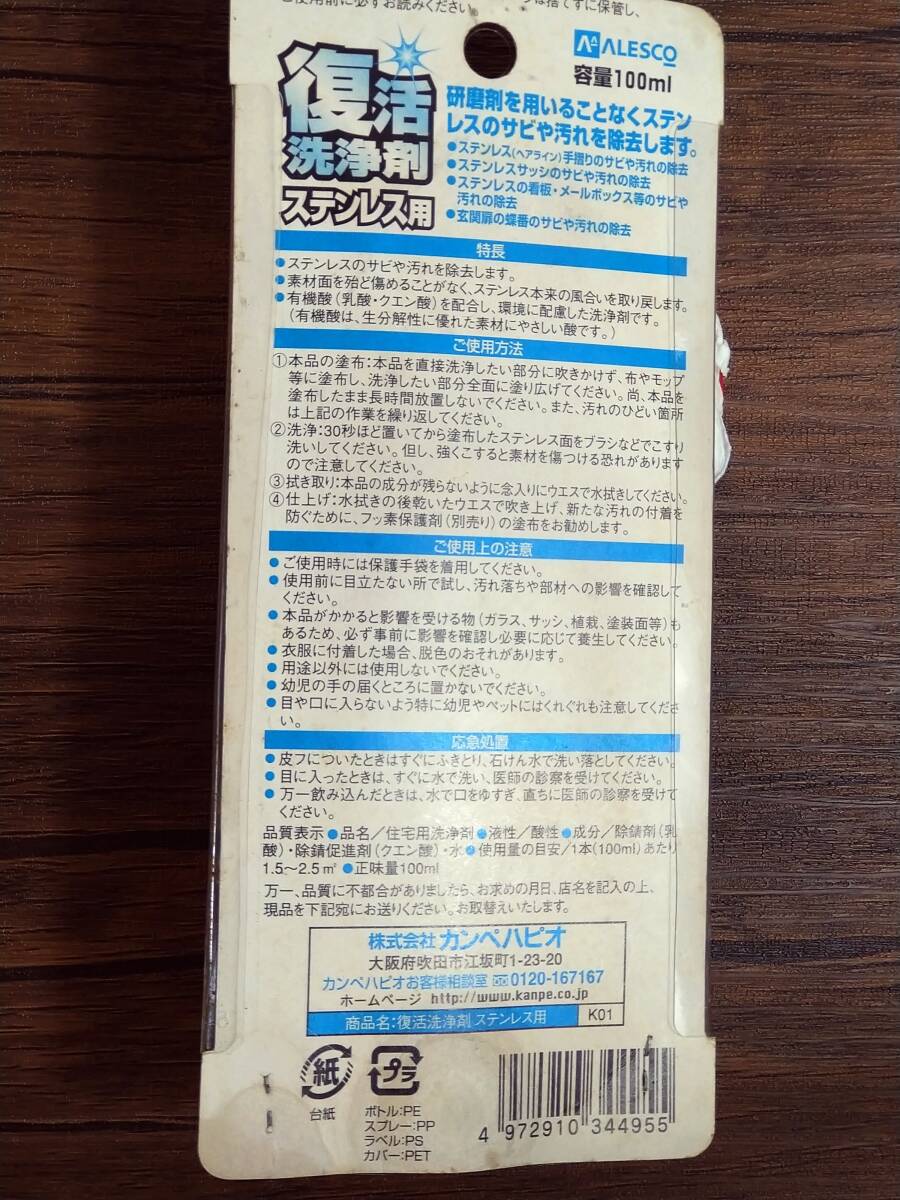 ご使用前に必ずお読みください。
は捨てずに保管し、
ALESCO
容量100ml
復活
洗浄剤
ステンレス用
研磨剤を用いることなくステン
レスのサビや汚れを除去します。
●ステンレス(ヘアライン)手摺りのサビや汚れの除去
●ステンレスサッシのサビや汚れの除去
●ステンレスの看板・メールボックス等のサビや
汚れの除去
●玄関扉の蝶番のサビや汚れの除去
特長
●ステンレスのサビや汚れを除去します。
●素材面を殆ど傷めることがなく、ステンレス本来の風合いを取り戻します。
●有機酸(乳酸・クエン酸)を配合し、環境に配慮した洗浄剤です。
(有機酸は、生分解性に優れた素材にやさしい酸です。)
ご使用方法
①本品の塗布:本品を直接洗浄したい部分に吹きかけず、布やモップ
等に塗布し、洗浄したい部分全面に塗り広げてください。尚、本品を
塗布したまま長時間放置しないでください。また、汚れのひどい箇所
は上記の作業を繰り返してください。
②洗浄:30秒ほど置いてから塗布したステンレス面をブラシなどでこすり
洗いしてください。但し、強くこすると素材を傷つける恐れがあります
ので注意してください。
③拭き取り:本品の成分が残らないように念入りにウエスで水拭きしてください。
④仕上げ:水拭きの後乾いたウエスで吹き上げ、新たな汚れの付着を
防ぐために、フッ素保護剤(別売り)の塗布をお勧めします。
ご使用上の注意
●ご使用時には保護手袋を着用してください。
●使用前に目立たない所で試し、汚れ落ちや部材への影響を確認して
ください。
●本品がかかると影響を受ける物(ガラス、サッシ、植栽、塗装面等)も
あるため、必ず事前に影響を確認し必要に応じて養生してください。
●衣服に付着した場合、脱色のおそれがあります。
●用途以外には使用しないでください。
●幼児の手の届くところに置かないでください。
●目や口に入らないよう特に幼児やペットにはくれぐれも注意してくださ
い。
応急処置
●皮フについたときはすぐにふきとり、石けん水で洗い落としてください。
●目に入ったときは、すぐに水で洗い、医師の診察を受けてください。
●万一飲み込んだときは、水で口をゆすぎ、直ちに医師の診察を受けて
ください。
品質表示●品名/住宅用洗浄剤●液性/酸性●成分/除錆剤(乳
酸)・除錆促進剤(クエン酸)・水●使用量の目安/1本(100ml)あたり
1.5〜2.5㎡●正味量100ml
万一、品質に不都合がありましたら、お求めの月日、店名を記入の上、
現品を下記宛にお送りください。お取替えいたします。
株式会社カンペハピオ
大阪府吹田市江坂町1-23-20
カンペハピオお客様相談室 0120-167167
ホームページ http://www.kanpe.co.jp
商品名:復活洗浄剤 ステンレス用 K01
紙
台紙
プラ
ボトル:PE
スプレー:PP
ラベル:PS
カバー:PET
4 972910 344955